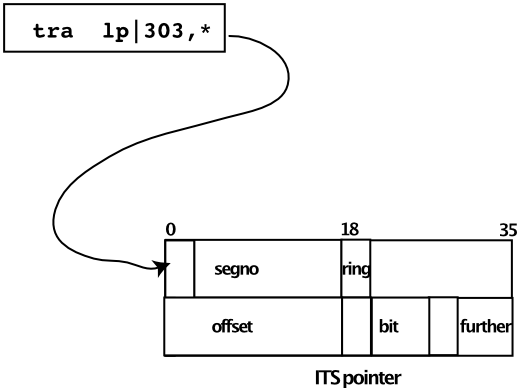 tra lp|303,*
0 18 35
segno ring
offset bit further
ITS pointer